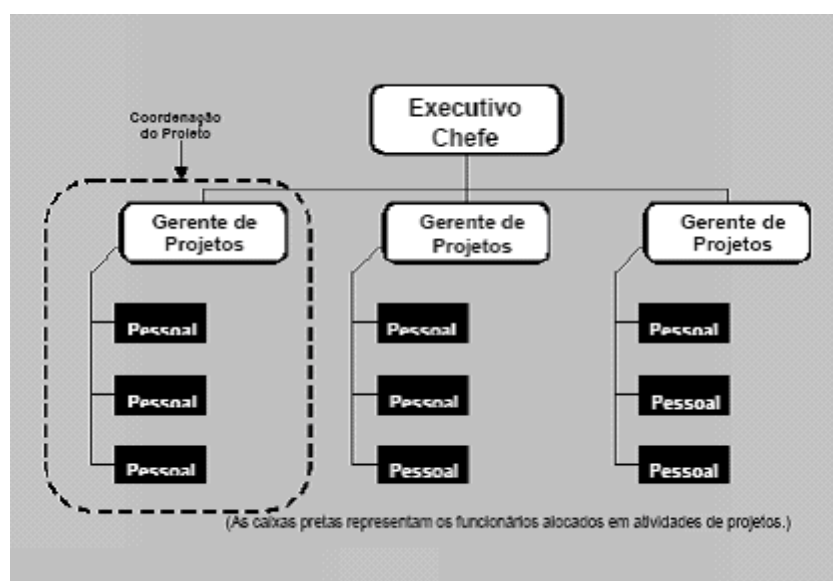 Executivo
Chefe
Coordenação
do Projeto
Gerente de
Projetos
Gerente de
Projetos
Gerente de
Projetos
Pessoal
Pessoal
Pessoal
Pessoal
Pessoal
Pessoal
Pessoal
Pessoal
Pessoal
(As caixas pretas representam os funcionários alocados em atividades de projetos.)